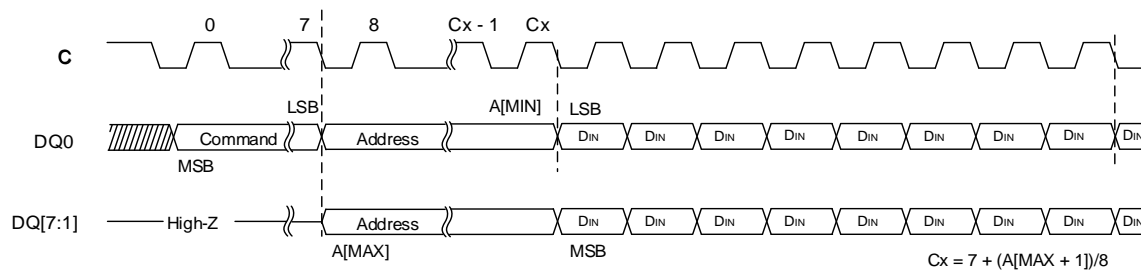 0 7 8 Cx - 1 Cx
C
LSB A[MIN] LSB
DQ0 Command Address DIN DIN DIN DIN DIN DIN DIN DIN DIN
MSB
DQ[7:1] High-Z Address DIN DIN DIN DIN DIN DIN DIN DIN DIN
A[MAX] MSB
Cx = 7 + (A[MAX + 1])/8